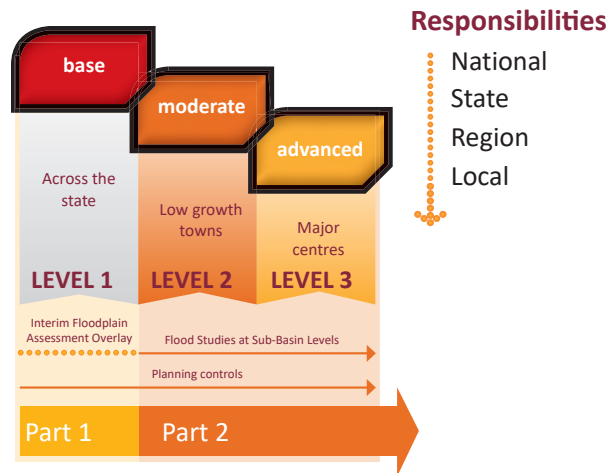 base
moderate
advanced
Across the
state
Low growth
towns
Major
centres
LEVEL 1
LEVEL 2
LEVEL 3
Interim Floodplain
Assessment Overlay
Flood Studies at Sub-Basin Levels
Planning controls
Part 1
Part 2
Responsibilities
National
State
Region
Local